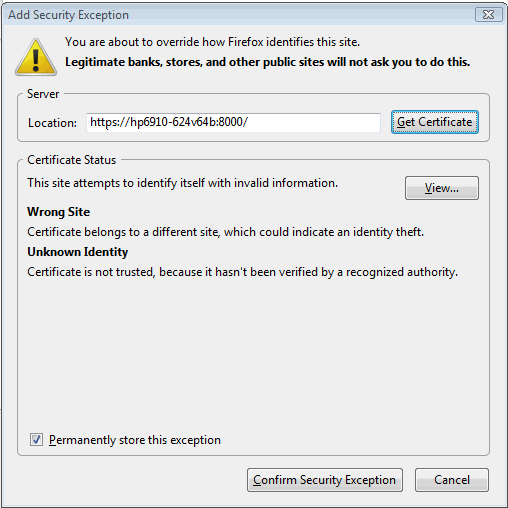 Add Security Exception
You are about to override how Firefox identifies this site.
Legitimate banks, stores, and other public sites will not ask you to do this.
Server
Location: https://hp6910-624v64b:8000/ Get Certificate
Certificate Status
This site attempts to identify itself with invalid information. View...
Wrong Site
Certificate belongs to a different site, which could indicate an identity theft.
Unknown Identity
Certificate is not trusted, because it hasn't been verified by a recognized authority.
Permanently store this exception
Confirm Security Exception Cancel